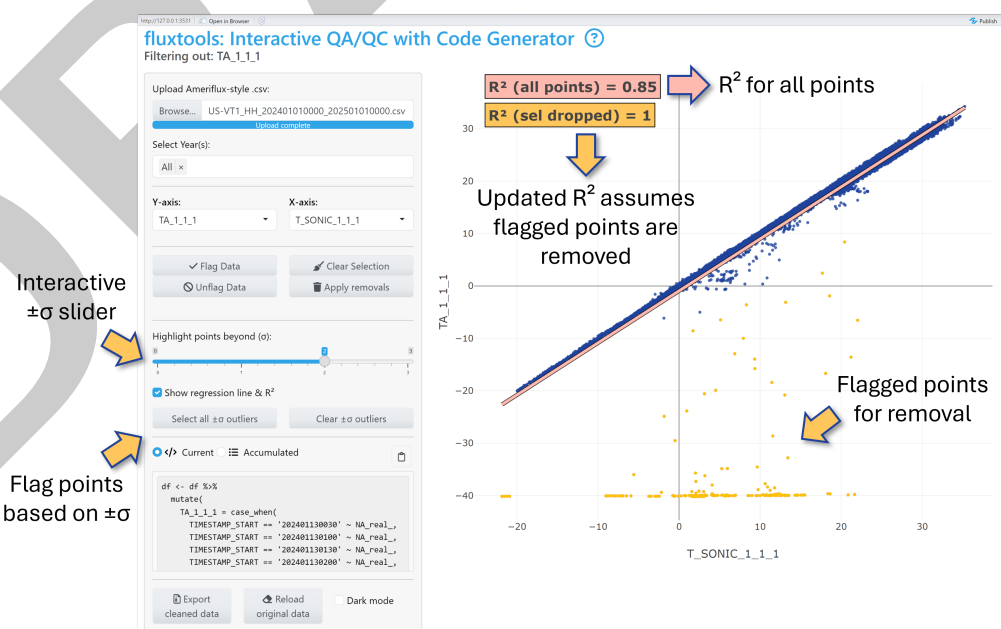 http://127.0.0.1:3531
Open in Browser
Publish
fluxtools: Interactive QA/QC with Code Generator ?
Filtering out: TA_1_1_1
Upload Ameriflux-style .csv:
Browse... US-VT1_HH_202401010000_202501010000.csv
Upload complete
Select Year(s):
All ×
Y-axis: X-axis:
TA_1_1_1 T_SONIC_1_1_1
Flag Data Clear Selection
Unflag Data Apply removals
Interactive
±σ slider
Highlight points beyond (σ):
0 2 3
0 1 2 3
Show regression line & R²
Select all ±σ outliers Clear ±σ outliers
Flag points
based on ±σ
</> Current Accumulated
df <- df %>%
mutate(
TA_1_1_1 = case_when(
TIMESTAMP_START == '202401130030' ~ NA_real_,
TIMESTAMP_START == '202401130100' ~ NA_real_,
TIMESTAMP_START == '202401130130' ~ NA_real_,
TIMESTAMP_START == '202401130200' ~ NA_real_,
Export
cleaned data
Reload
original data
Dark mode
R² (all points) = 0.85
R² for all points
R² (sel dropped) = 1
Updated R² assumes
flagged points are
removed
Flagged points
for removal
30
20
10
0
−10
−20
−30
−40
TA_1_1_1
−20 −10 0 10 20 30
T_SONIC_1_1_1